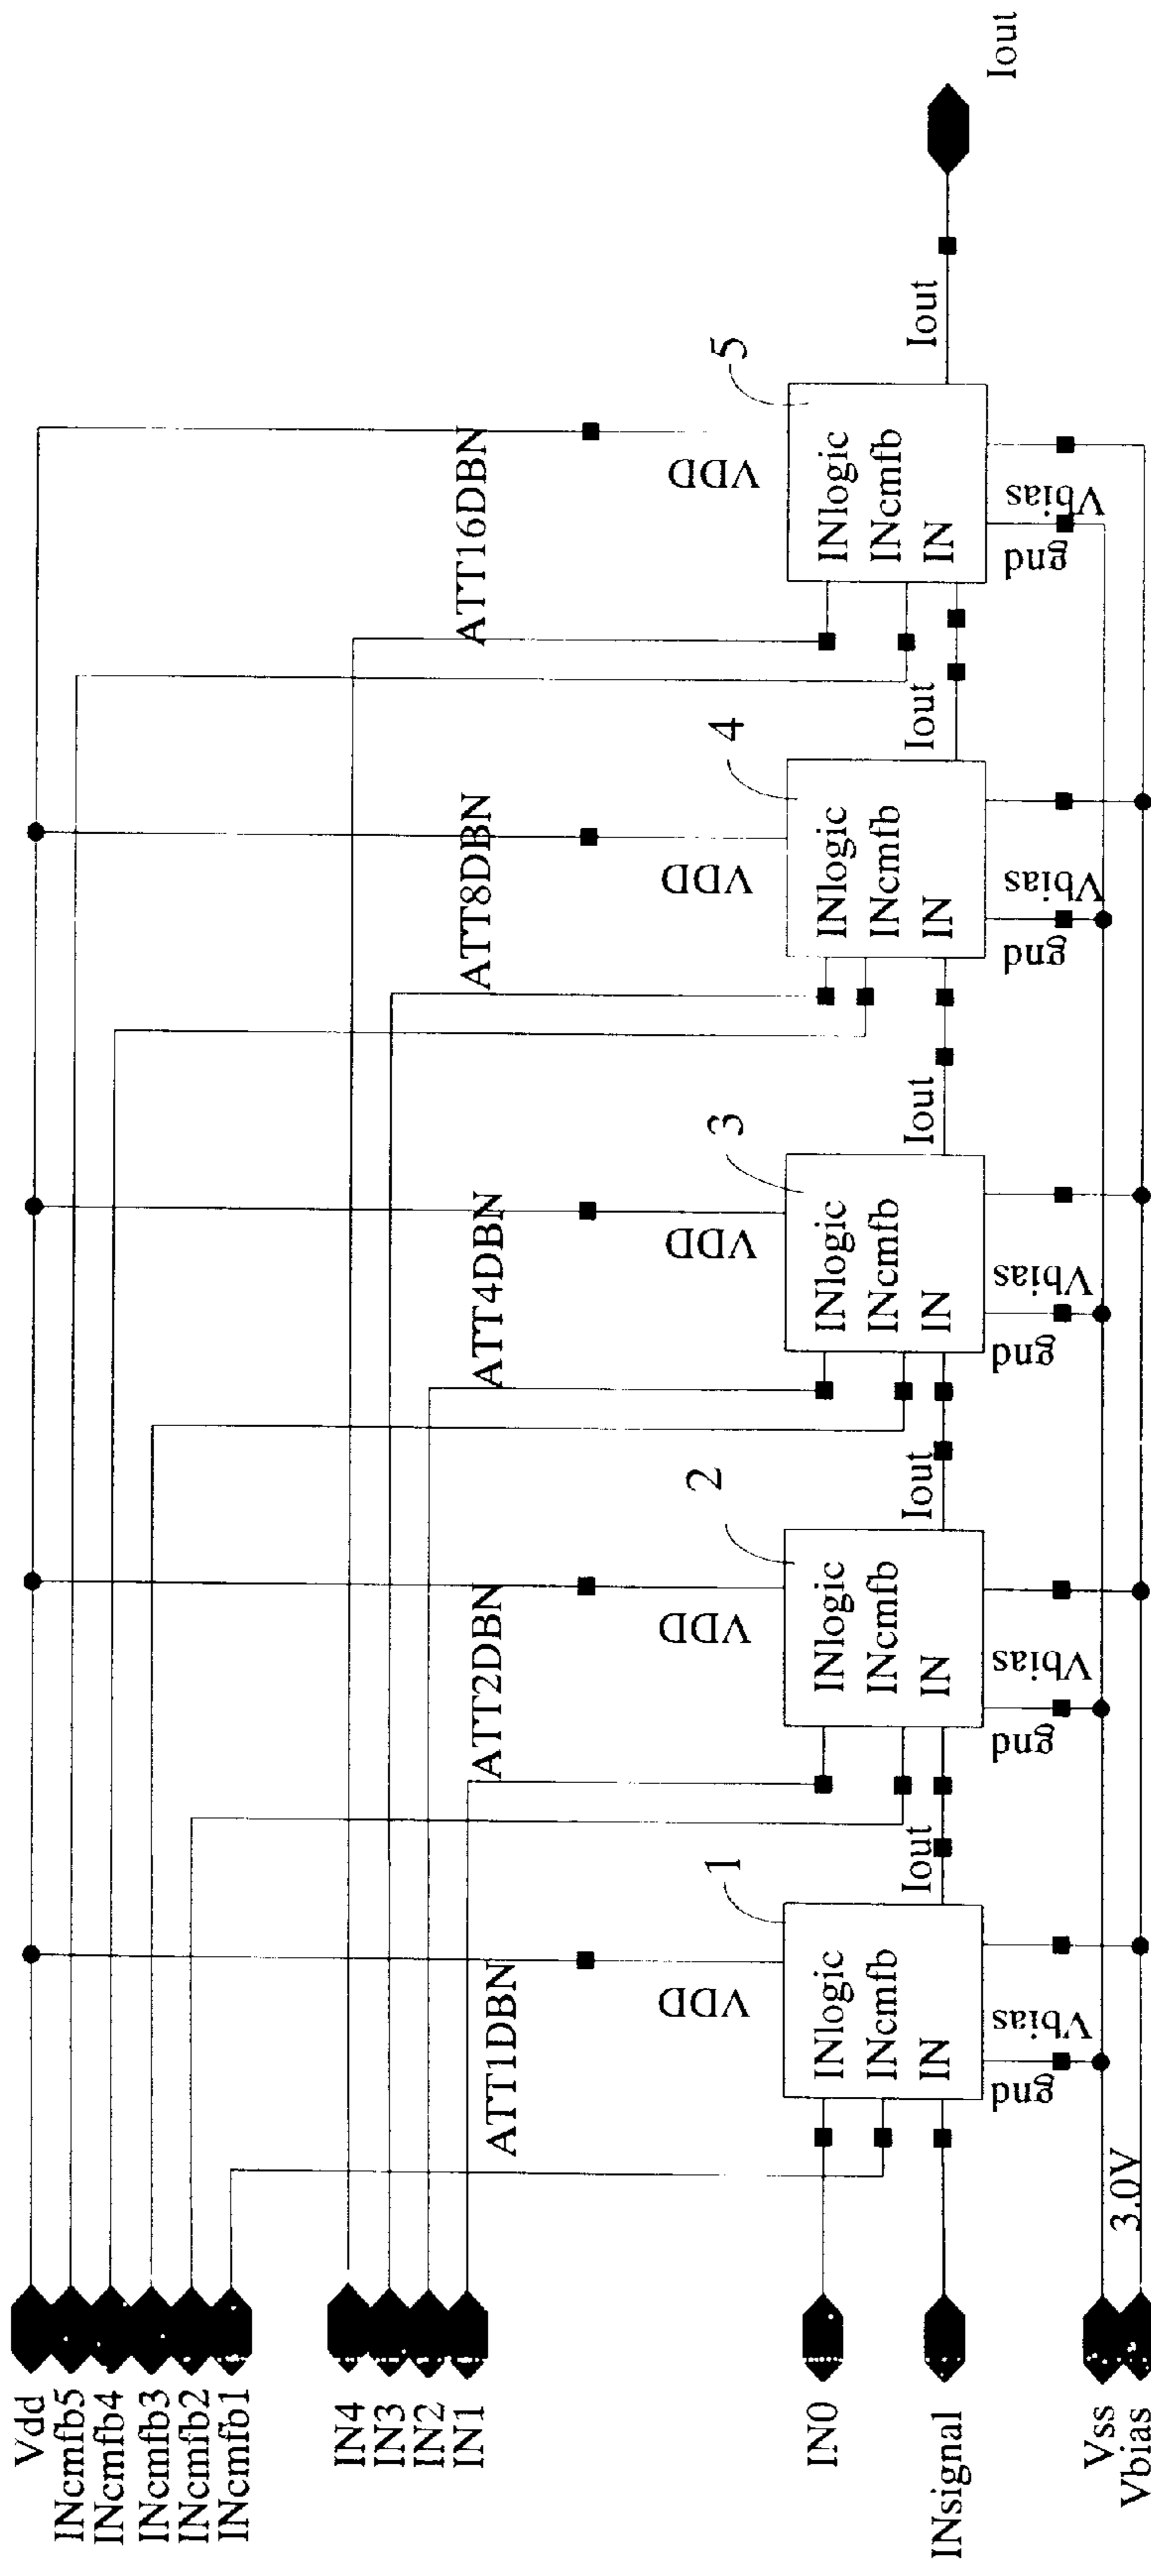 Vdd
INcmfb5
INcmfb4
INcmfb3
INcmfb2
INcmfb1
IN4
IN3
IN2
IN1
IN0
INsignal
Vss
Vbias
3.0V
ATT1DBN
VDD
1
INlogic
INcmfb
IN
Iout
gnd
Vbias
ATT2DBN
VDD
2
INlogic
INcmfb
IN
Iout
gnd
Vbias
ATT4DBN
VDD
3
INlogic
INcmfb
IN
Iout
gnd
Vbias
ATT8DBN
VDD
4
INlogic
INcmfb
IN
Iout
gnd
Vbias
ATT16DBN
VDD
5
INlogic
INcmfb
IN
Iout
gnd
Vbias
Iout